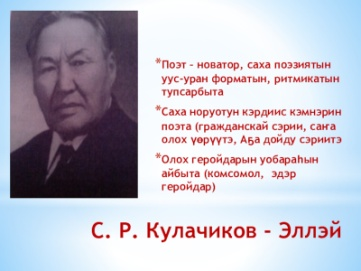 *Поэт – новатор, саха поэзиятын
уус-уран форматын, ритмикатын
тупсарбыта
*Саха норуотун кэрдиис кэмнэрин
поэта (гражданскай сэрии, саҥа
олох үөрүүтэ, Аҕа дойду сэриитэ
*Олох геройдарын уобараһын
айбыта (комсомол, эдэр
геройдар)
С. Р. Кулачиков - Эллэй